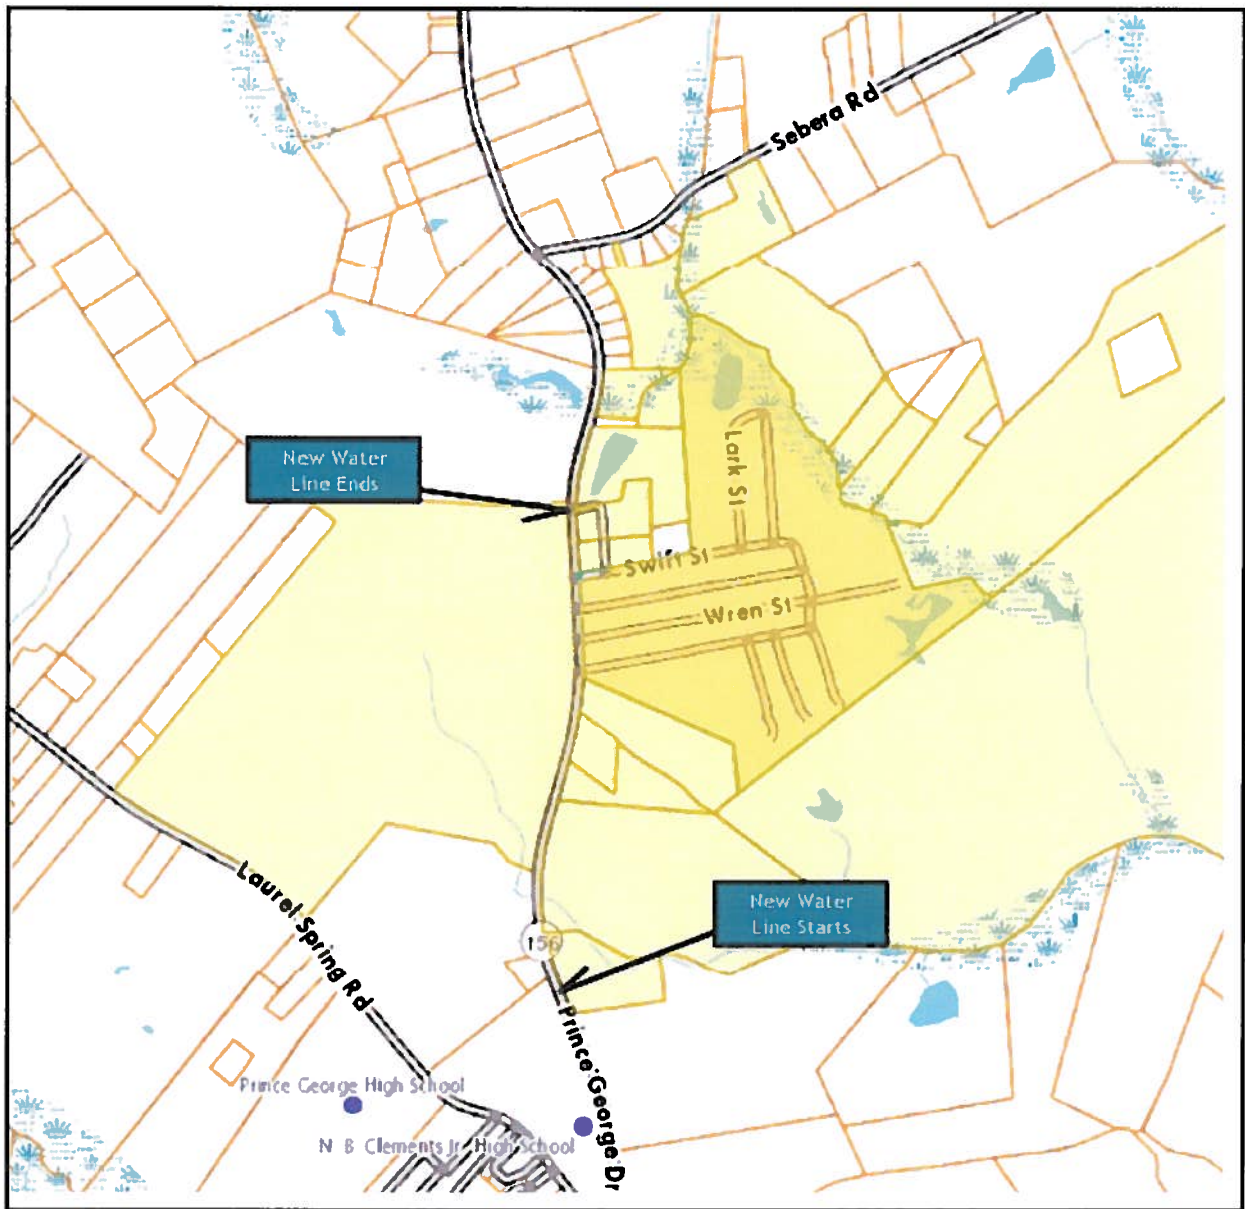 Sebera Rd
New Water
Line Ends
Lark St
Swift St
Wren St
New Water
Line Starts
Laurel Spring Rd
156
Prince George Dr
Prince George High School
N B Clements Jr. High School